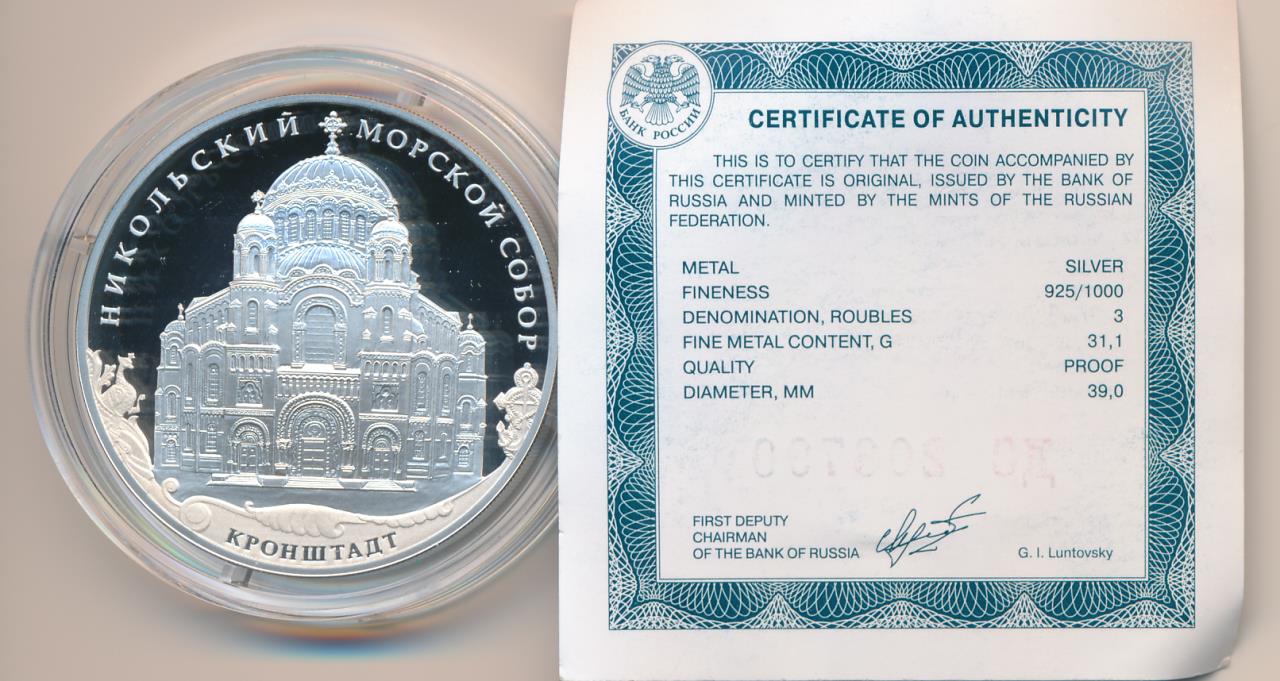 НИКОЛЬСКИЙ МОРСКОЙ СОБОР
КРОНШТАДТ
БАНК РОССИИ
CERTIFICATE OF AUTHENTICITY
THIS IS TO CERTIFY THAT THE COIN ACCOMPANIED BY
THIS CERTIFICATE IS ORIGINAL, ISSUED BY THE BANK OF
RUSSIA AND MINTED BY THE MINTS OF THE RUSSIAN
FEDERATION.
METAL SILVER
FINENESS 925/1000
DENOMINATION, ROUBLES 3
FINE METAL CONTENT, G 31,1
QUALITY PROOF
DIAMETER, MM 39,0
FIRST DEPUTY
CHAIRMAN
OF THE BANK OF RUSSIA G. I. Luntovsky